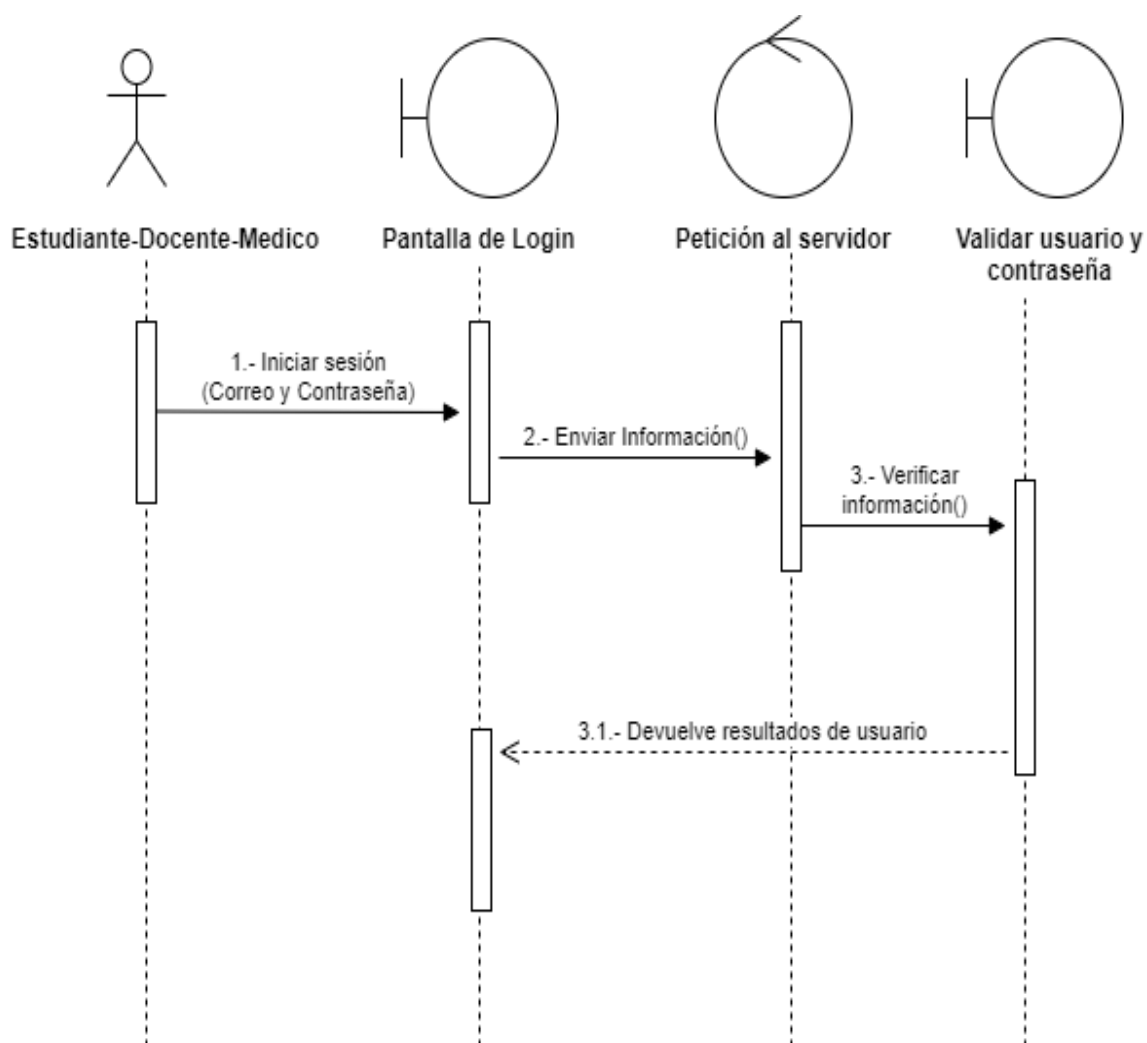 Estudiante-Docente-Medico
Pantalla de Login
Petición al servidor
Validar usuario y
contraseña
1.- Iniciar sesión
(Correo y Contraseña)
2.- Enviar Información()
3.- Verificar
información()
3.1.- Devuelve resultados de usuario